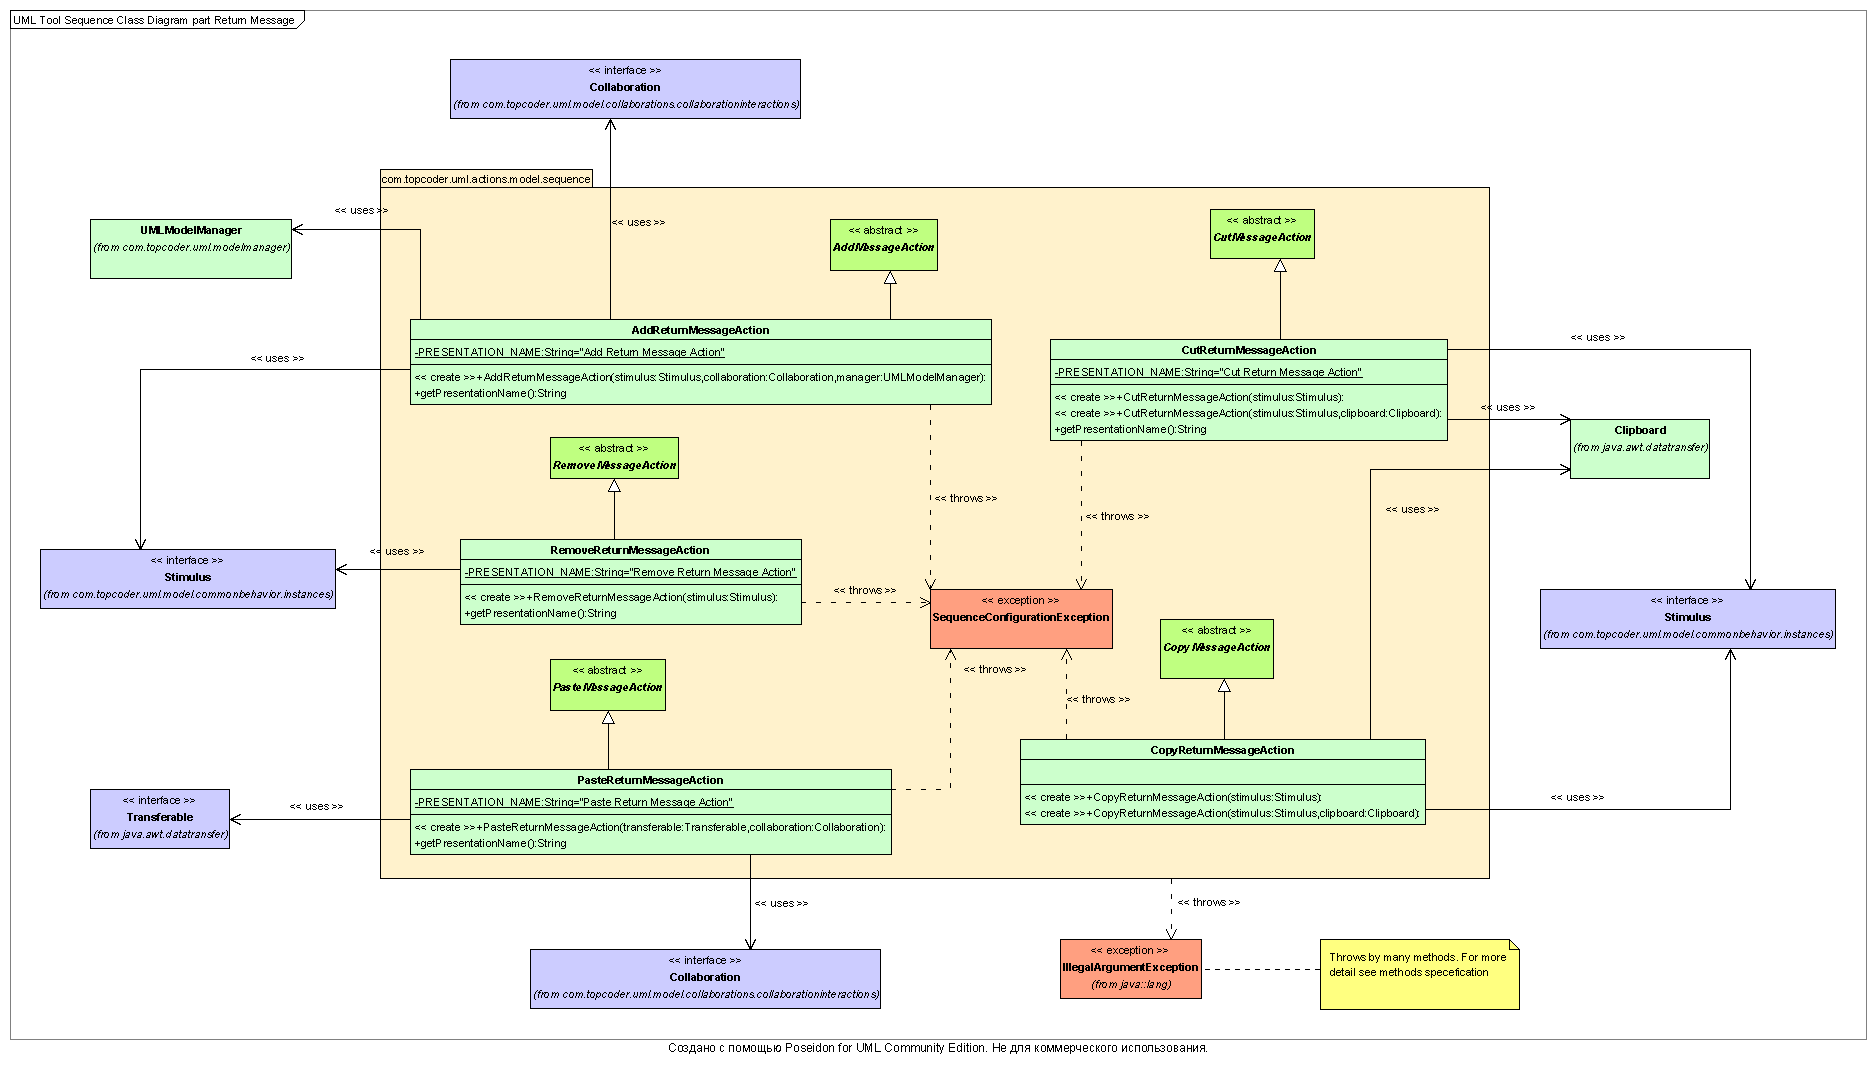 UML Tool Sequence Class Diagram part Return Message
<< interface >>
Collaboration
(from com.topcoder.uml.model.collaborations.collaborationinteractions)
com.topcoder.uml.actions.model.sequence
<< uses >>
<< uses >>
UMLModelManager
(from com.topcoder.uml.modelmanager)
<< abstract >>
AddMessageAction
<< abstract >>
CutMessageAction
AddReturnMessageAction
-PRESENTATION_NAME:String="Add Return Message Action"
<< create >>+AddReturnMessageAction(stimulus:Stimulus,collaboration:Collaboration,manager:UMLModelManager):
+getPresentationName():String
<< uses >>
CutReturnMessageAction
-PRESENTATION_NAME:String="Cut Return Message Action"
<< create >>+CutReturnMessageAction(stimulus:Stimulus):
<< create >>+CutReturnMessageAction(stimulus:Stimulus,clipboard:Clipboard):
+getPresentationName():String
<< uses >>
<< uses >>
Clipboard
(from java.awt.datatransfer)
<< uses >>
<< abstract >>
RemoveMessageAction
<< throws >>
<< throws >>
<< interface >>
Stimulus
(from com.topcoder.uml.model.commonbehavior.instances)
<< uses >>
RemoveReturnMessageAction
-PRESENTATION_NAME:String="Remove Return Message Action"
<< create >>+RemoveReturnMessageAction(stimulus:Stimulus):
+getPresentationName():String
<< throws >>
<< exception >>
SequenceConfigurationException
<< interface >>
Stimulus
(from com.topcoder.uml.model.commonbehavior.instances)
<< abstract >>
CopyMessageAction
<< abstract >>
PasteMessageAction
<< throws >>
<< throws >>
CopyReturnMessageAction
<< create >>+CopyReturnMessageAction(stimulus:Stimulus):
<< create >>+CopyReturnMessageAction(stimulus:Stimulus,clipboard:Clipboard):
<< uses >>
PasteReturnMessageAction
-PRESENTATION_NAME:String="Paste Return Message Action"
<< create >>+PasteReturnMessageAction(transferable:Transferable,collaboration:Collaboration):
+getPresentationName():String
<< interface >>
Transferable
(from java.awt.datatransfer)
<< uses >>
<< uses >>
<< throws >>
<< interface >>
Collaboration
(from com.topcoder.uml.model.collaborations.collaborationinteractions)
<< exception >>
IllegalArgumentException
(from java::lang)
Throws by many methods. For more
detail see methods specefication
Создано с помощью Poseidon for UML Community Edition. Не для коммерческого использования.